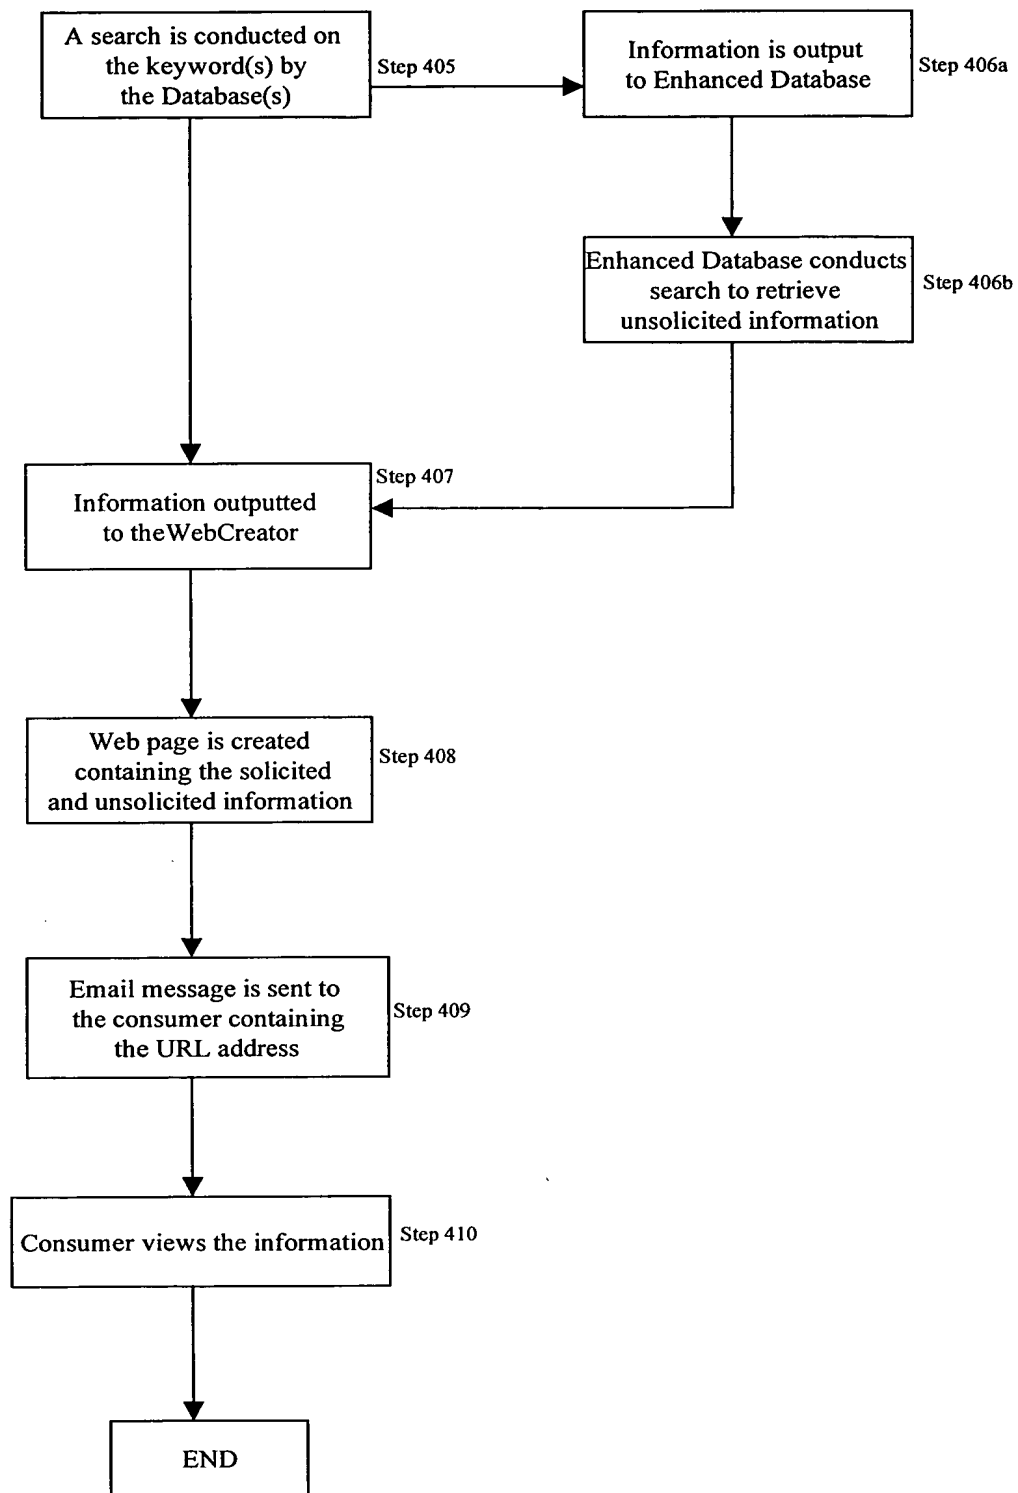 A search is conducted on
the keyword(s) by
the Database(s)
Step 405
Information is output
to Enhanced Database
Step 406a
Enhanced Database conducts
search to retrieve
unsolicited information
Step 406b
Information outputted
to theWebCreator
Step 407
Web page is created
containing the solicited
and unsolicited information
Step 408
Email message is sent to
the consumer containing
the URL address
Step 409
Consumer views the information
Step 410
END